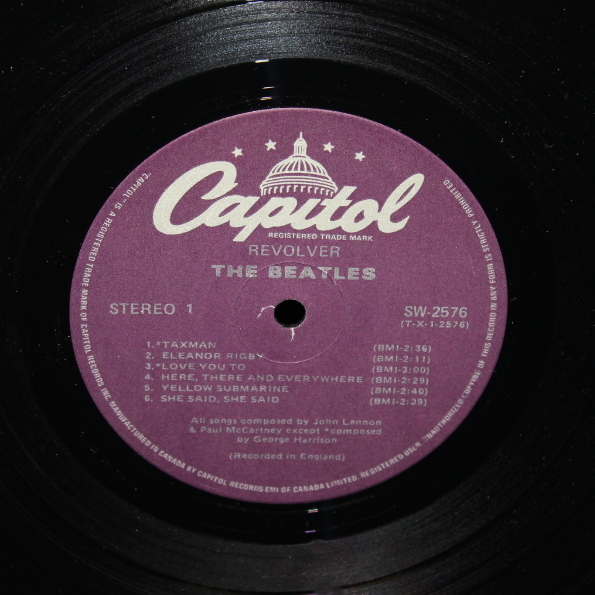 Capitol
REGISTERED TRADE MARK
REVOLVER
THE BEATLES
STEREO 1
SW-2576
(T-X-1-2576)
1.*TAXMAN (BMI-2:36)
2. ELEANOR RIGBY (BMI-2:11)
3.*LOVE YOU TO (BMI-3:00)
4. HERE, THERE AND EVERYWHERE (BMI-2:29)
5. YELLOW SUBMARINE (BMI-2:40)
6. SHE SAID, SHE SAID (BMI-2:39)
All songs composed by John Lennon
& Paul McCartney except *composed
by George Harrison
(Recorded in England)
"CAPITOL" IS A REGISTERED TRADE MARK OF CAPITOL RECORDS INC. MANUFACTURED IN CANADA BY CAPITOL RECORDS-EMI OF CANADA LIMITED, REGISTERED USER. UNAUTHORIZED COPYING OF THIS RECORD IN ANY FORM IS STRICTLY PROHIBITED.